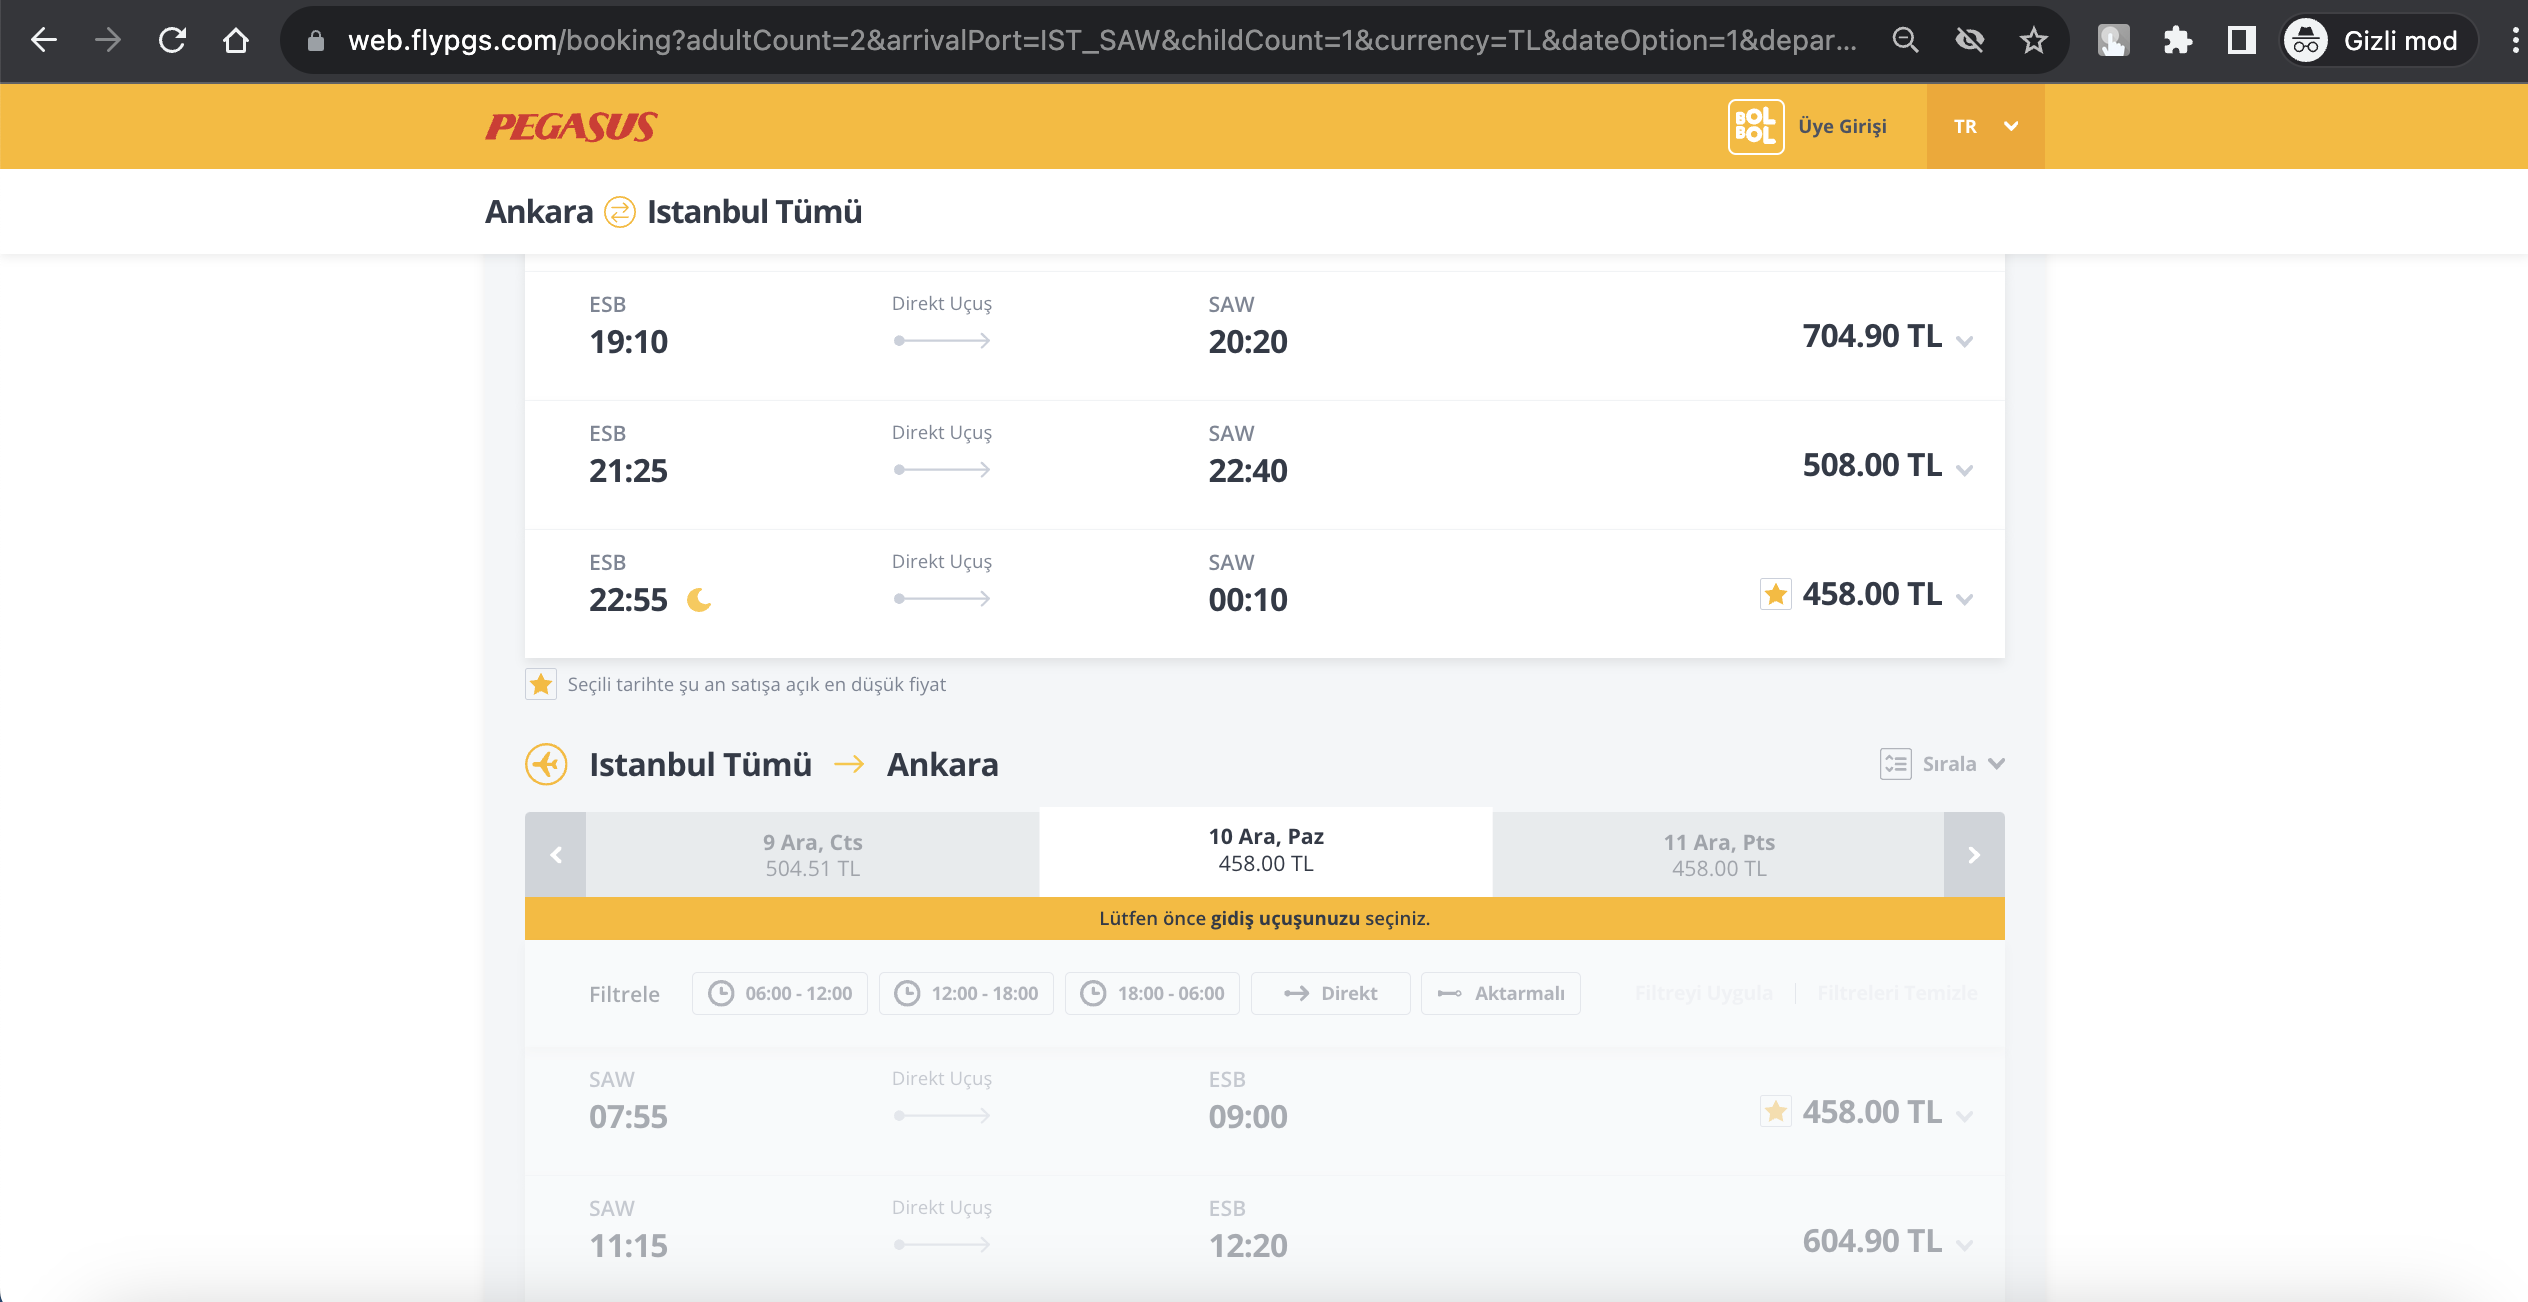 web.flypgs.com/booking?adultCount=2&arrivalPort=IST_SAW&childCount=1&currency=TL&dateOption=1&depar...
Gizli mod
PEGASUS
BOL
BOL
Üye Girişi
TR
Ankara
Istanbul Tümü
ESB
Direkt Uçuş
SAW
19:10
20:20
704.90 TL
ESB
Direkt Uçuş
SAW
21:25
22:40
508.00 TL
ESB
Direkt Uçuş
SAW
22:55
00:10
458.00 TL
Seçili tarihte şu an satışa açık en düşük fiyat
Istanbul Tümü
Ankara
Sırala
9 Ara, Cts
504.51 TL
10 Ara, Paz
458.00 TL
11 Ara, Pts
458.00 TL
Lütfen önce gidiş uçuşunuzu seçiniz.
Filtrele
06:00 - 12:00
12:00 - 18:00
18:00 - 06:00
Direkt
Aktarmalı
Filtreyi Uygula
Filtreleri Temizle
SAW
Direkt Uçuş
ESB
07:55
09:00
458.00 TL
SAW
Direkt Uçuş
ESB
11:15
12:20
604.90 TL